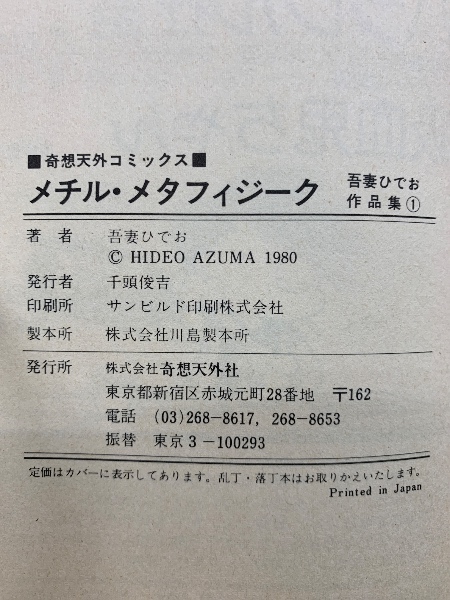 ■奇想天外コミックス■
メチル・メタフィジーク 吾妻ひでお作品集①
著者 吾妻ひでお
© HIDEO AZUMA 1980
発行者 千頭俊吉
印刷所 サンビルド印刷株式会社
製本所 株式会社川島製本所
発行所 株式会社奇想天外社
東京都新宿区赤城元町28番地 〒162
電話 (03)268-8617, 268-8653
振替 東京3-100293
定価はカバーに表示してあります。乱丁・落丁本はお取りかえいたします。
Printed in Japan